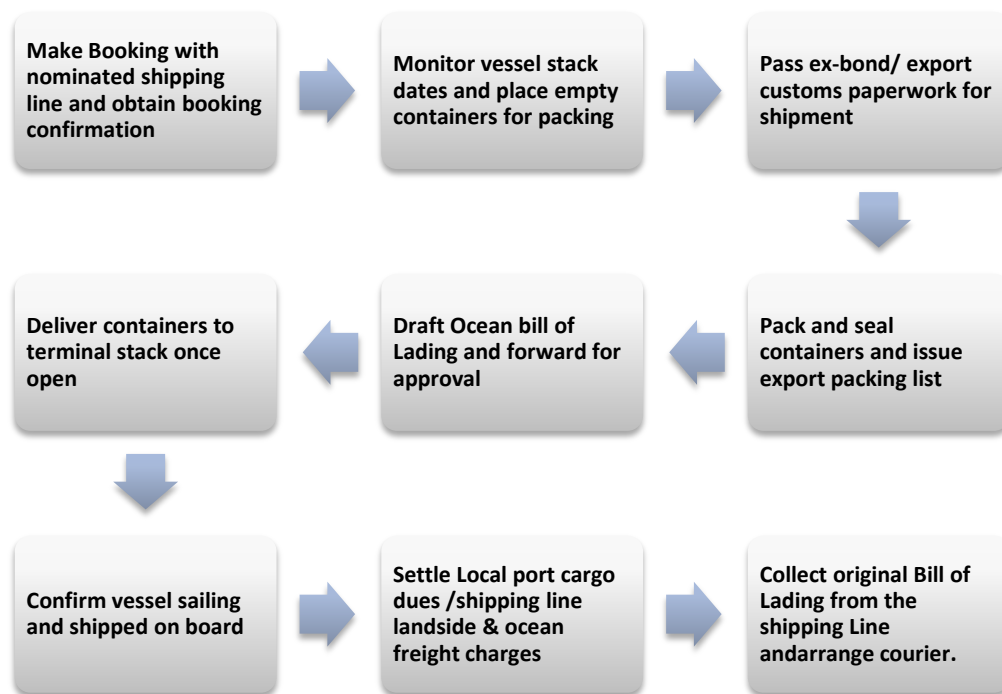 Make Booking with
nominated shipping
line and obtain booking
confirmation
Monitor vessel stack
dates and place empty
containers for packing
Pass ex-bond/ export
customs paperwork for
shipment
Pack and seal
containers and issue
export packing list
Draft Ocean bill of
Lading and forward for
approval
Deliver containers to
terminal stack once
open
Confirm vessel sailing
and shipped on board
Settle Local port cargo
dues /shipping line
landside & ocean
freight charges
Collect original Bill of
Lading from the
shipping Line
andarrange courier.